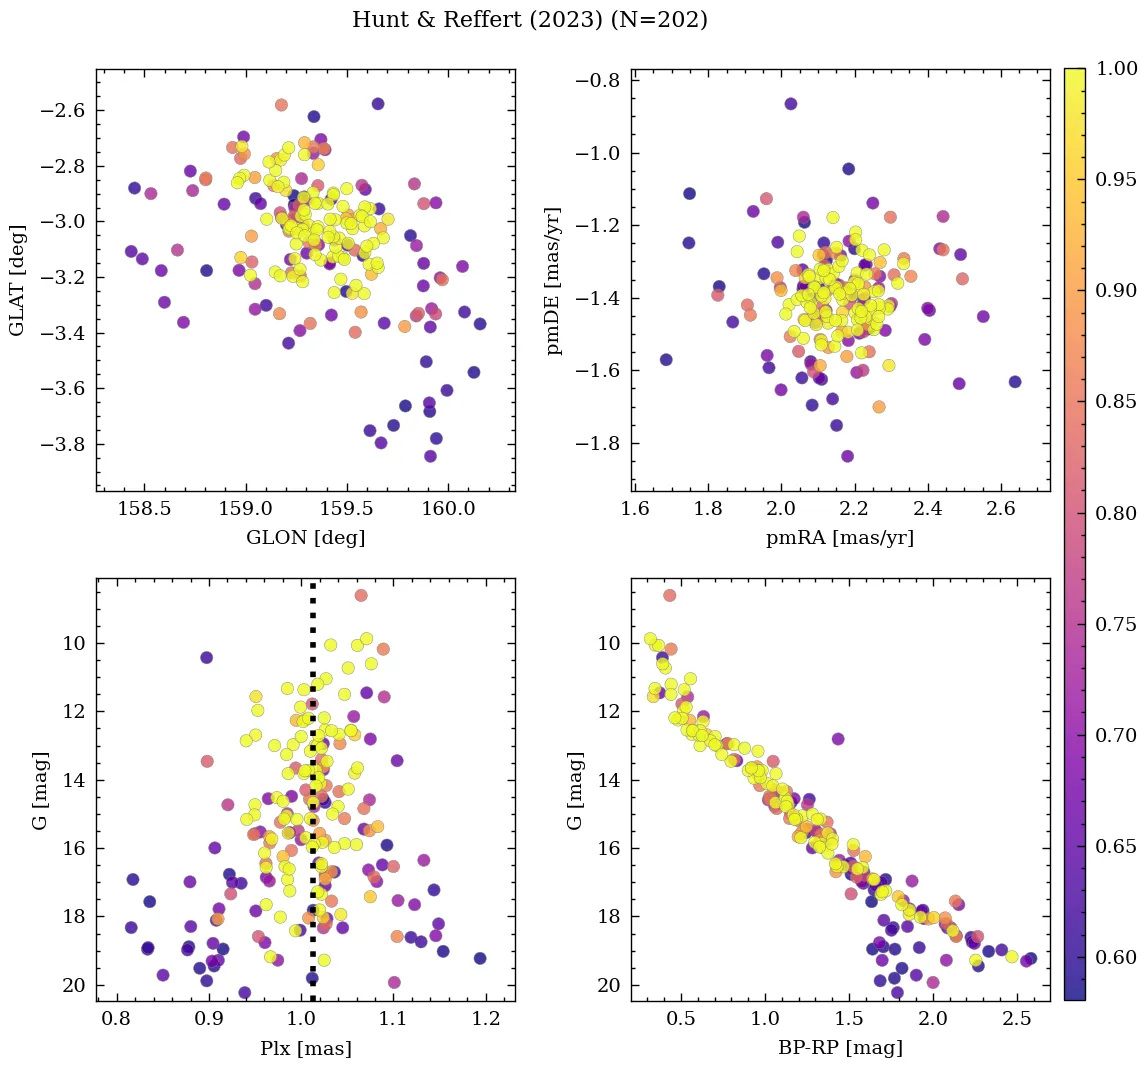 Hunt & Reffert (2023) (N=202)
GLAT [deg]
−2.6
−2.8
−3.0
−3.2
−3.4
−3.6
−3.8
158.5 159.0 159.5 160.0
GLON [deg]
pmDE [mas/yr]
−0.8
−1.0
−1.2
−1.4
−1.6
−1.8
1.6 1.8 2.0 2.2 2.4 2.6
pmRA [mas/yr]
G [mag]
10
12
14
16
18
20
0.8 0.9 1.0 1.1 1.2
Plx [mas]
G [mag]
10
12
14
16
18
20
0.5 1.0 1.5 2.0 2.5
BP-RP [mag]
1.00
0.95
0.90
0.85
0.80
0.75
0.70
0.65
0.60